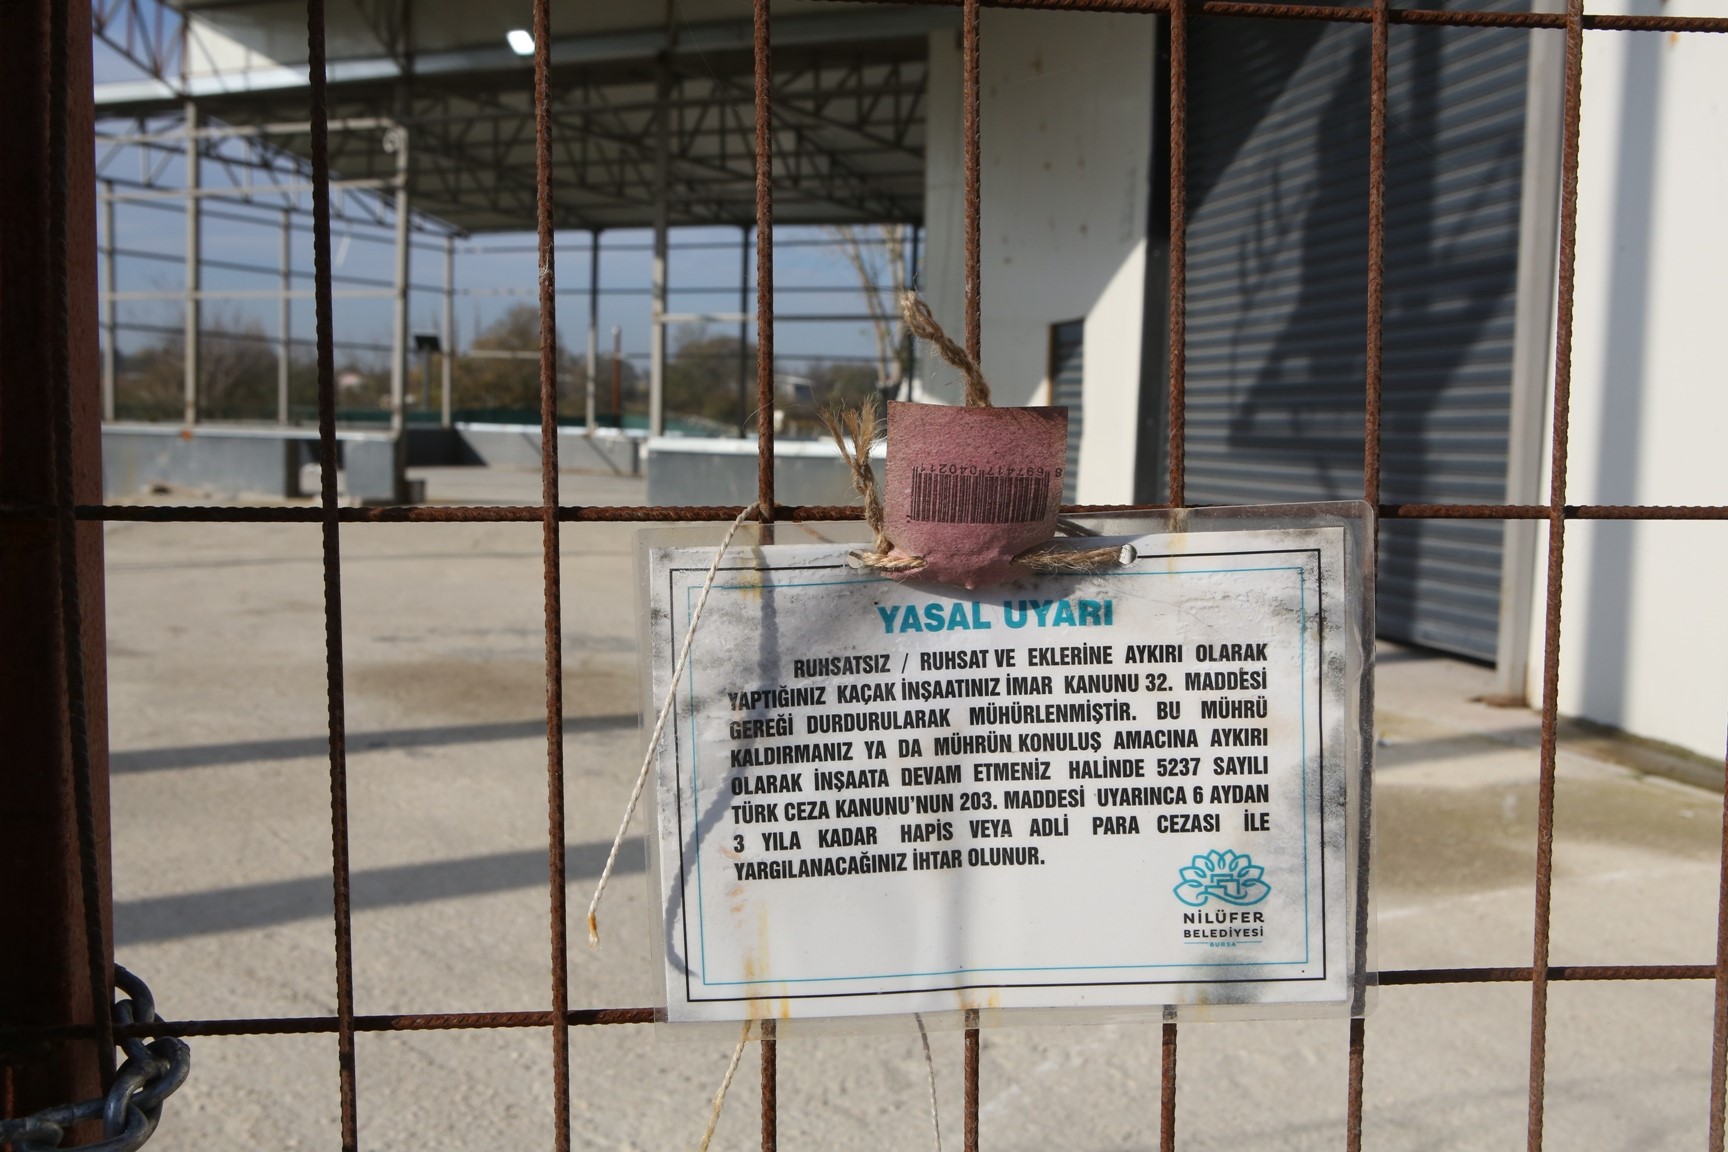 8 697417 040211
YASAL UYARI
RUHSATSIZ / RUHSAT VE EKLERİNE AYKIRI OLARAK
YAPTIĞINIZ KAÇAK İNŞAATINIZ İMAR KANUNU 32. MADDESİ
GEREĞİ DURDURULARAK MÜHÜRLENMİŞTİR. BU MÜHRÜ
KALDIRMANIZ YA DA MÜHRÜN KONULUŞ AMACINA AYKIRI
OLARAK İNŞAATA DEVAM ETMENİZ HALİNDE 5237 SAYILI
TÜRK CEZA KANUNU'NUN 203. MADDESİ UYARINCA 6 AYDAN
3 YILA KADAR HAPİS VEYA ADLİ PARA CEZASI İLE
YARGILANACAĞINIZ İHTAR OLUNUR.
NİLÜFER
BELEDİYESİ
BURSA